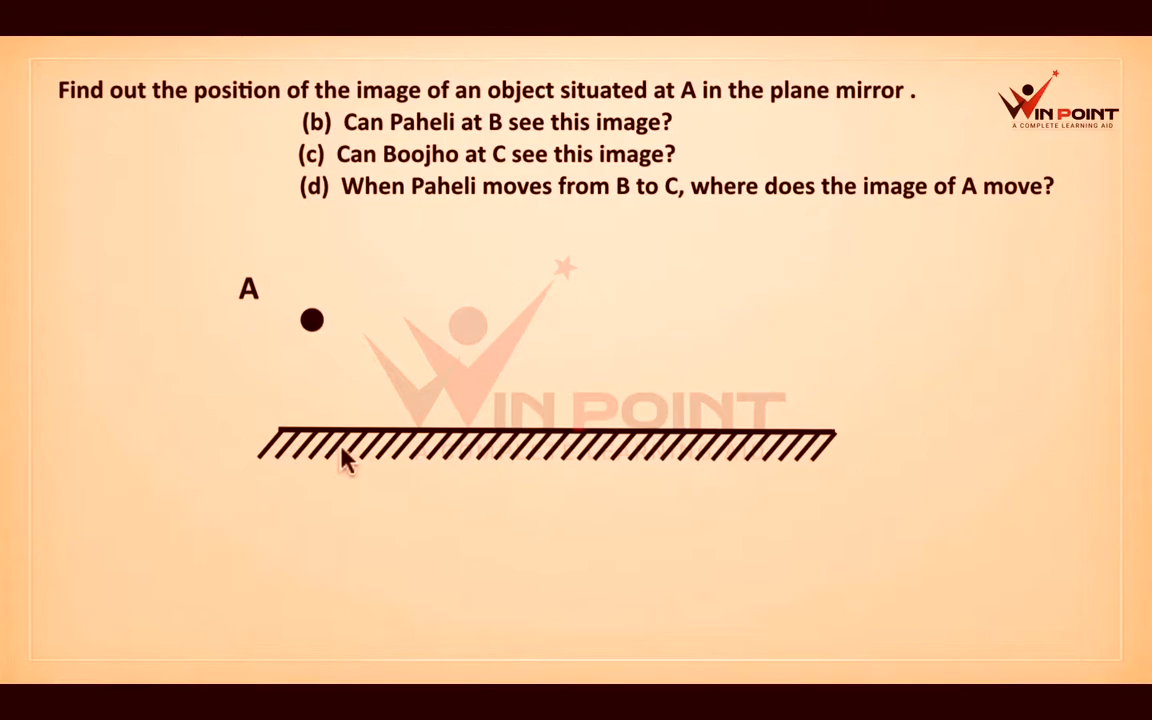 Find out the position of the image of an object situated at A in the plane mirror .
(b) Can Paheli at B see this image?
(c) Can Boojho at C see this image?
(d) When Paheli moves from B to C, where does the image of A move?
WIN POINT
A COMPLETE LEARNING AID
A
WIN POINT